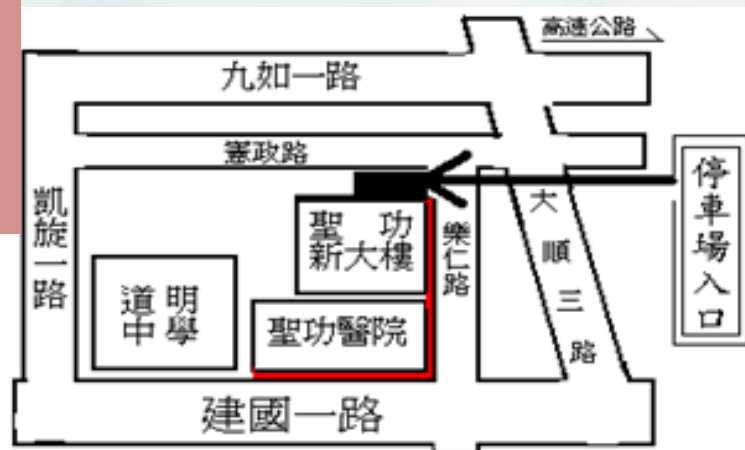 高速公路
九如一路
憲政路
凱旋一路
停車場入口
大順三路
樂仁路
聖功
新大樓
道明
中學
聖功醫院
建國一路